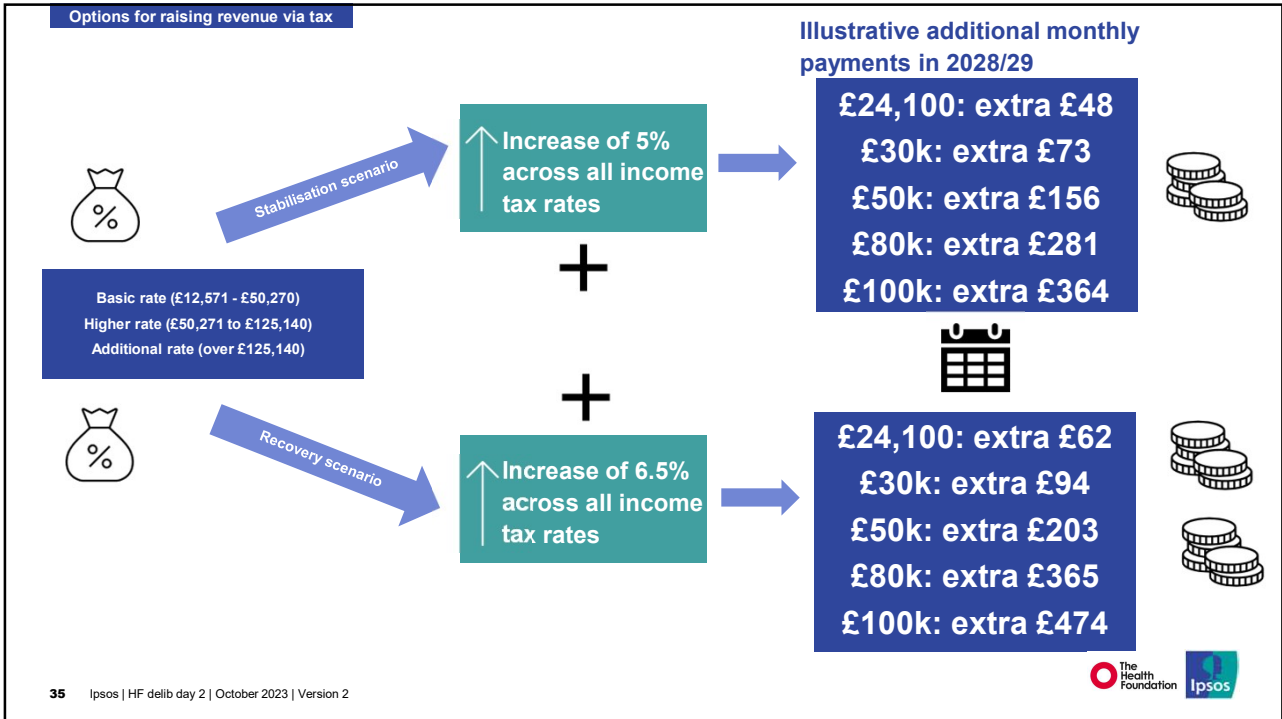 Options for raising revenue via tax
Illustrative additional monthly
payments in 2028/29
Stabilisation scenario
Increase of 5%
across all income
tax rates
£24,100: extra £48
£30k: extra £73
£50k: extra £156
£80k: extra £281
£100k: extra £364
Basic rate (£12,571 - £50,270)
Higher rate (£50,271 to £125,140)
Additional rate (over £125,140)
Recovery scenario
Increase of 6.5%
across all income
tax rates
£24,100: extra £62
£30k: extra £94
£50k: extra £203
£80k: extra £365
£100k: extra £474
35 Ipsos | HF delib day 2 | October 2023 | Version 2
The
Health
Foundation
Ipsos